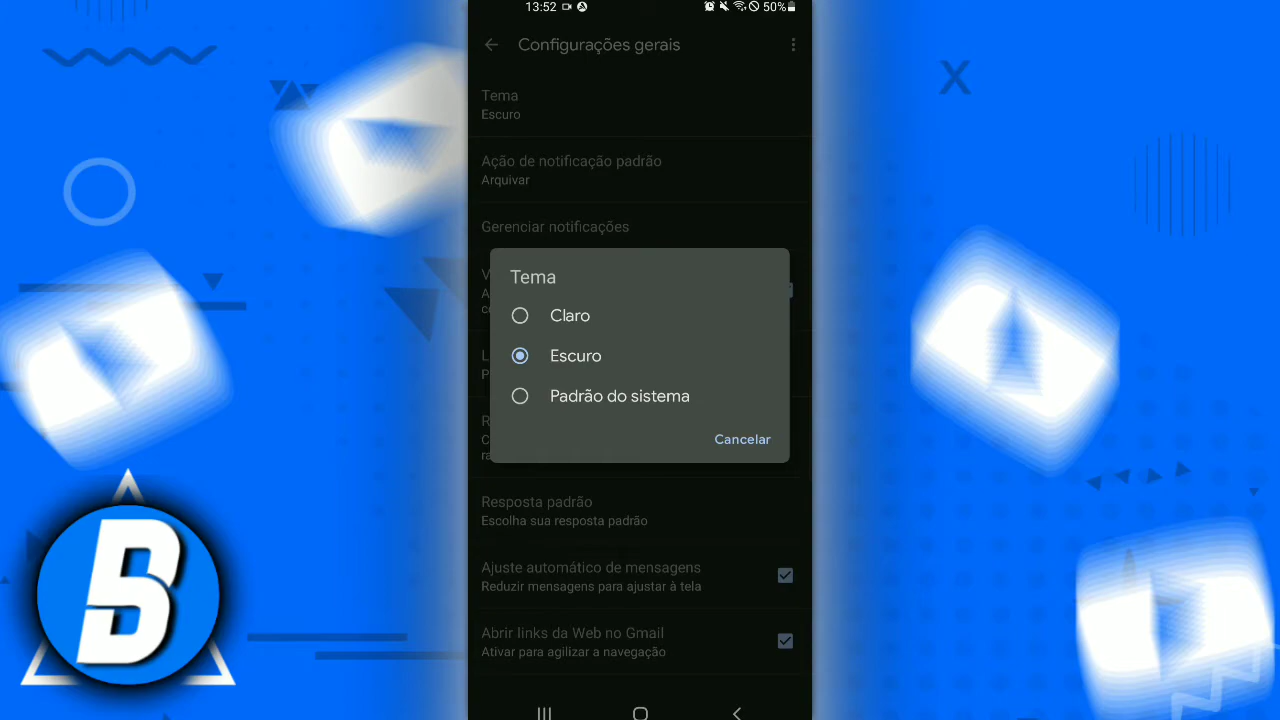 13:52
50%
Configurações gerais
Tema
Escuro
Ação de notificação padrão
Arquivar
Gerenciar notificações
Tema
Claro
Escuro
Padrão do sistema
Cancelar
Resposta padrão
Escolha sua resposta padrão
Ajuste automático de mensagens
Reduzir mensagens para ajustar à tela
Abrir links da Web no Gmail
Ativar para agilizar a navegação